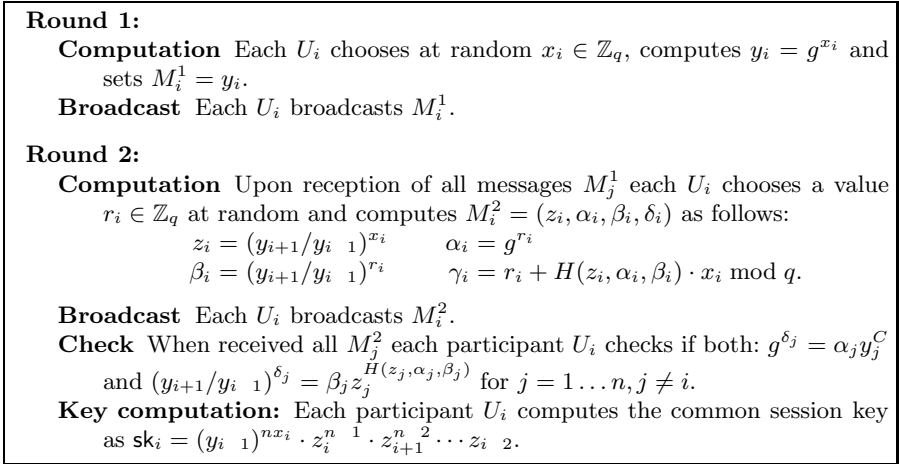 Round 1:
Computation Each U_i chooses at random x_i ∈ ℤ_q, computes y_i = g^{x_i} and
sets M_i^1 = y_i.
Broadcast Each U_i broadcasts M_i^1.
Round 2:
Computation Upon reception of all messages M_j^1 each U_i chooses a value
r_i ∈ ℤ_q at random and computes M_i^2 = (z_i, α_i, β_i, δ_i) as follows:
z_i = (y_{i+1}/y_{i 1})^{x_i} α_i = g^{r_i}
β_i = (y_{i+1}/y_{i 1})^{r_i} γ_i = r_i + H(z_i, α_i, β_i) · x_i mod q.
Broadcast Each U_i broadcasts M_i^2.
Check When received all M_j^2 each participant U_i checks if both: g^{δ_j} = α_j y_j^C
and (y_{i+1}/y_{i 1})^{δ_j} = β_j z_j^{H(z_j, α_j, β_j)} for j = 1 . . . n, j ≠ i.
Key computation: Each participant U_i computes the common session key
as sk_i = (y_{i 1})^{nx_i} · z_i^{n 1} · z_{i+1}^{n 2} · · · z_{i 2}.